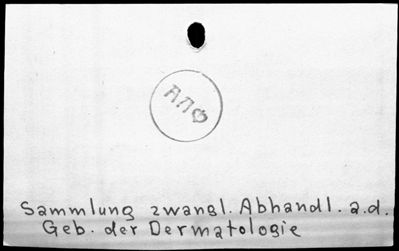 Sammlung zwangl. Abhandl. a.d.
Geb. der Dermatologie